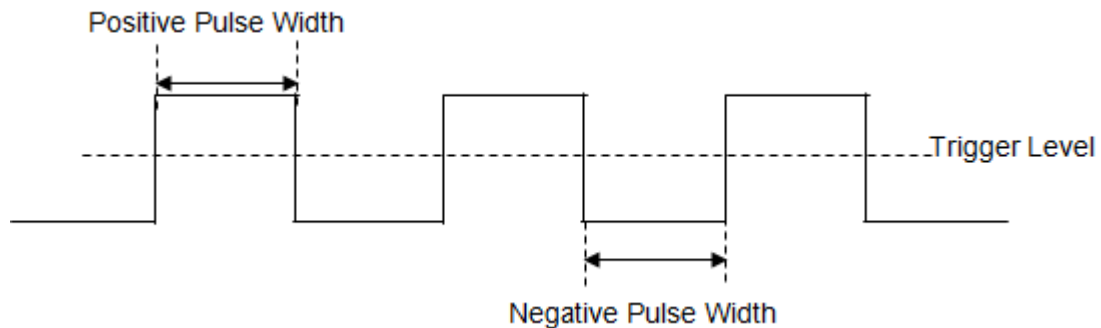 Positive Pulse Width
Trigger Level
Negative Pulse Width